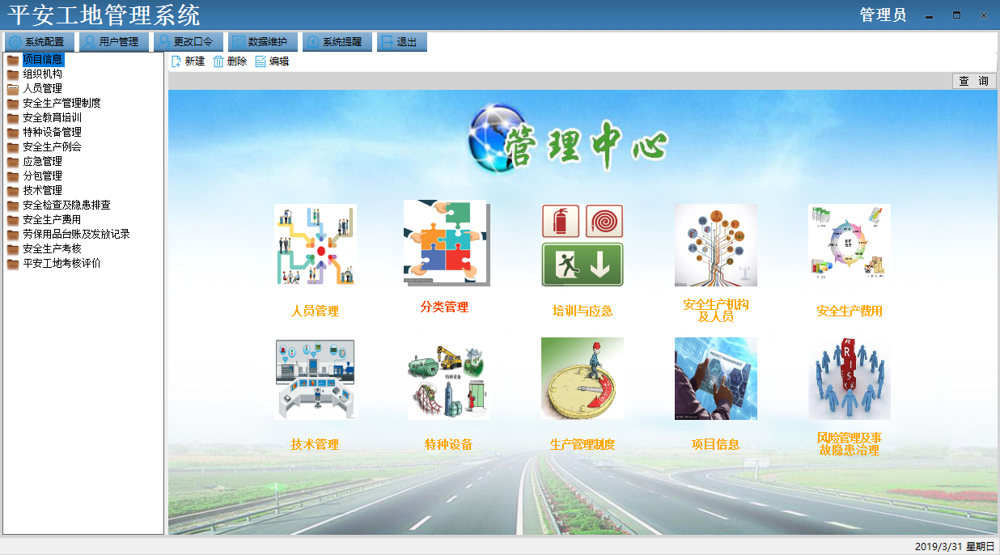 平安工地管理系统
管理员
系统配置 用户管理 更改口令 数据维护 系统提醒 退出
新建 删除 编辑
查 询
项目信息
组织机构
人员管理
安全生产管理制度
安全教育培训
特种设备管理
安全生产例会
应急管理
分包管理
技术管理
安全检查及隐患排查
安全生产费用
劳保用品台账及发放记录
安全生产考核
平安工地考核评价
管理中心
人员管理
分类管理
培训与应急
安全生产机构
及人员
安全生产费用
特种设备
PROJECT MANAGEMENT
RISK
技术管理
特种设备
生产管理制度
项目信息
风险管理及事
故隐患治理
2019/3/31 星期日